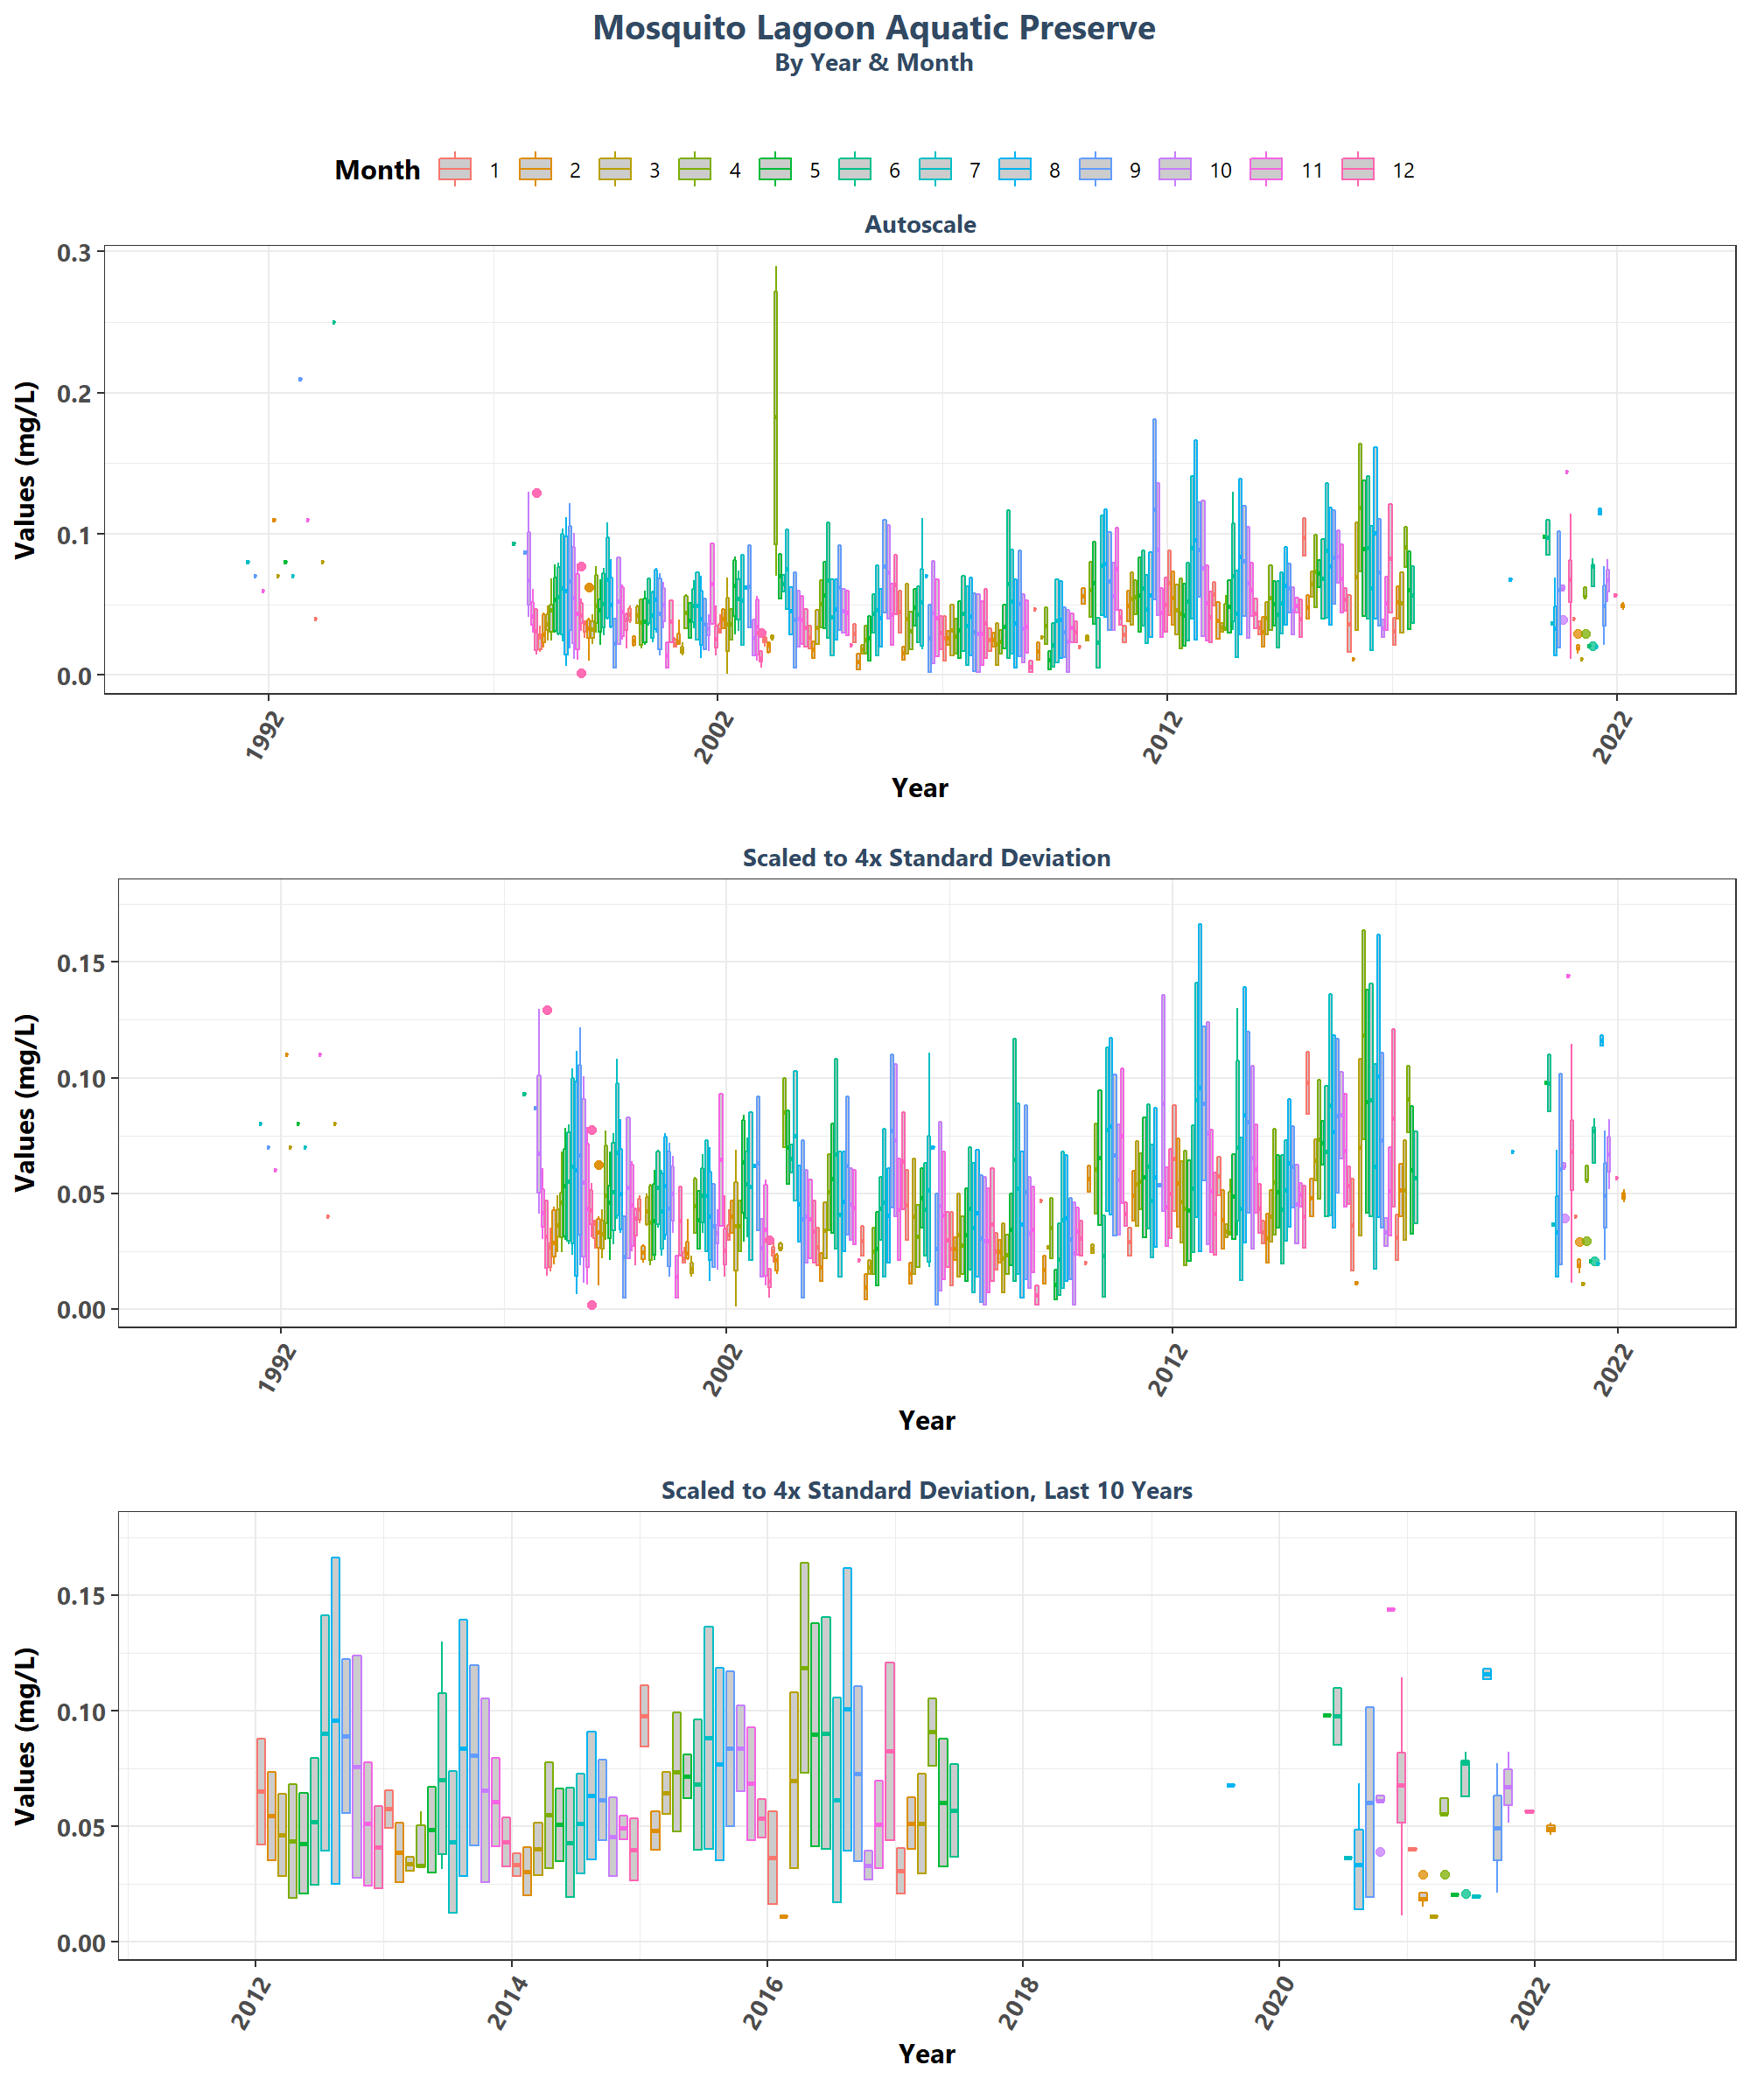 Mosquito Lagoon Aquatic Preserve
By Year & Month
Month 1 2 3 4 5 6 7 8 9 10 11 12
Autoscale
Values (mg/L)
0.3
0.2
0.1
0.0
1992 2002 2012 2022
Year
Scaled to 4x Standard Deviation
Values (mg/L)
0.15
0.10
0.05
0.00
1992 2002 2012 2022
Year
Scaled to 4x Standard Deviation, Last 10 Years
Values (mg/L)
0.15
0.10
0.05
0.00
2012 2014 2016 2018 2020 2022
Year